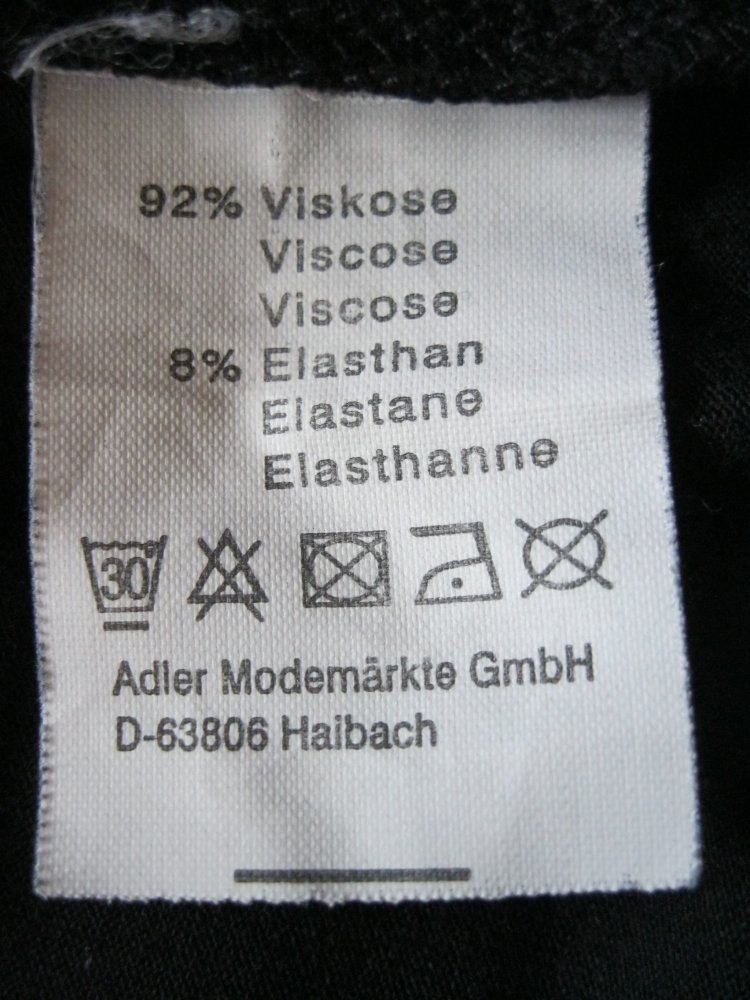 92% Viskose
Viscose
Viscose
8% Elasthan
Elastane
Elasthanne
30°
Adler Modemärkte GmbH
D-63806 Haibach